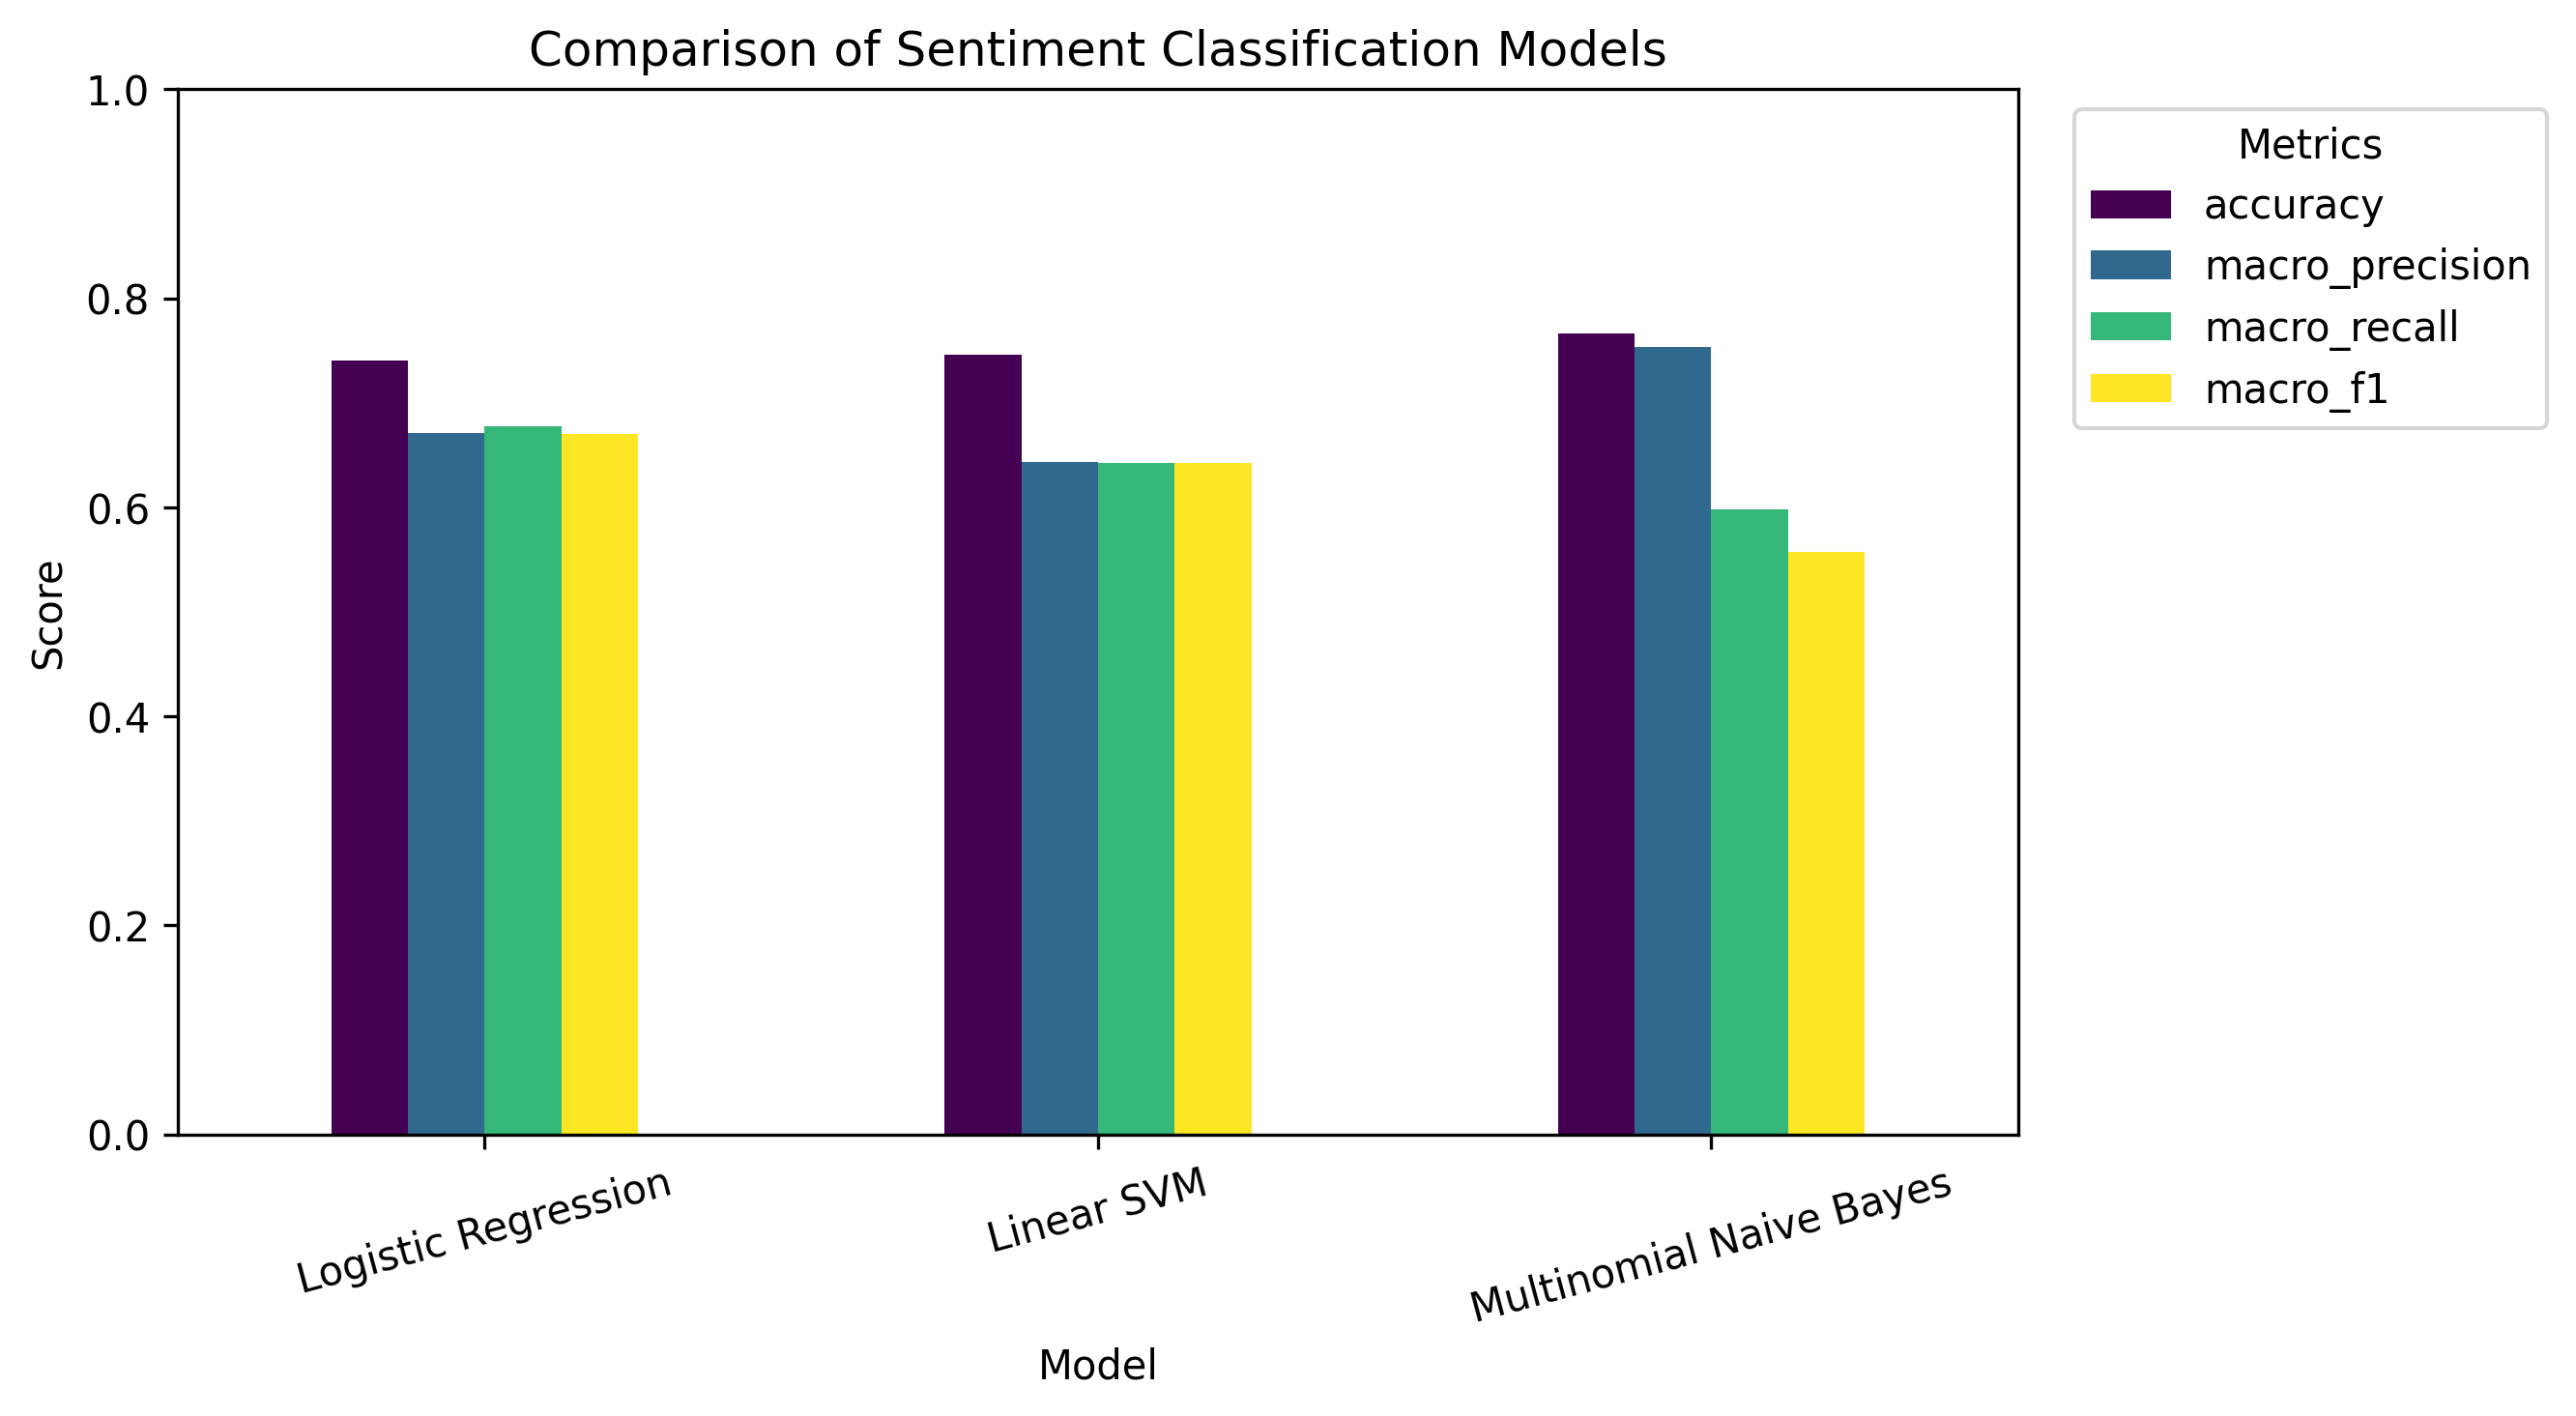 Comparison of Sentiment Classification Models
1.0
0.8
0.6
0.4
0.2
0.0
Score
Logistic Regression
Linear SVM
Multinomial Naive Bayes
Model
Metrics
accuracy
macro_precision
macro_recall
macro_f1